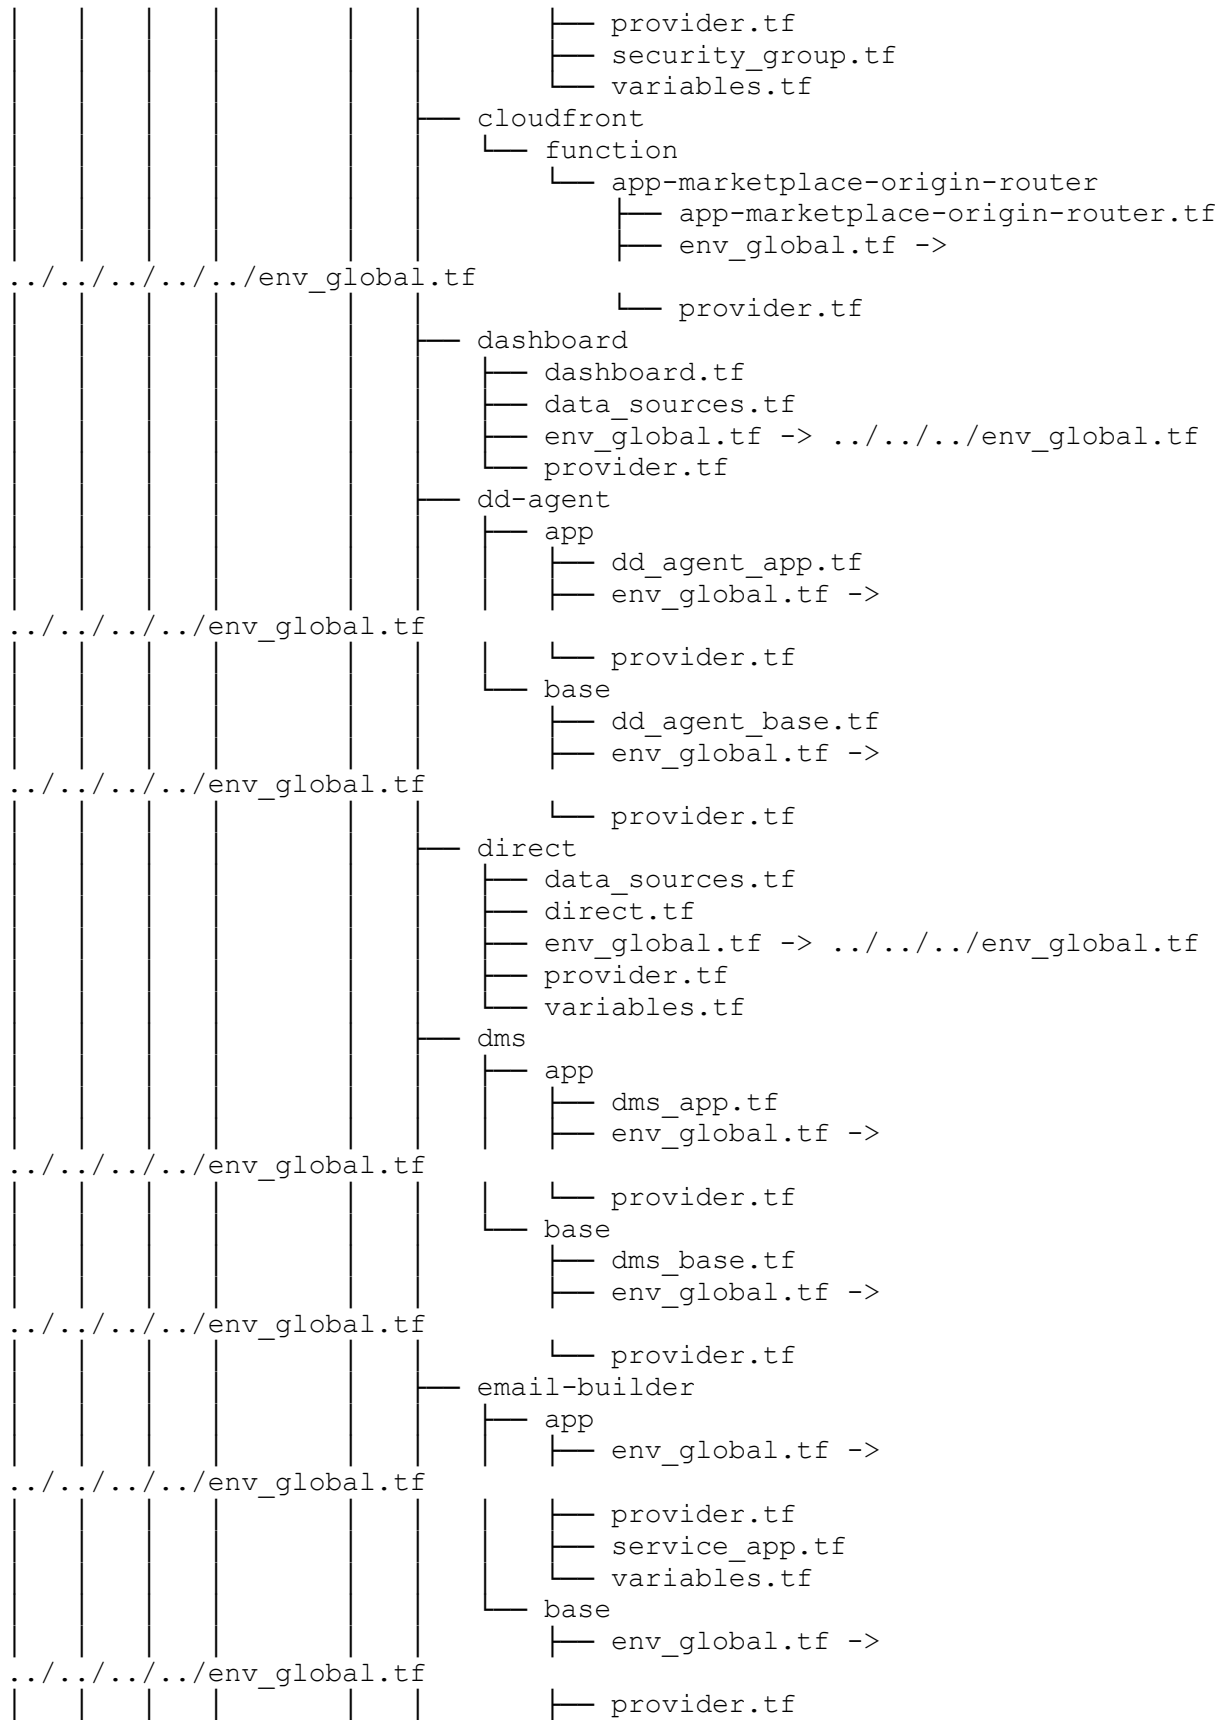 │   │   │   │       │   │       ├── provider.tf
│   │   │   │       │   │       ├── security_group.tf
│   │   │   │       │   │       └── variables.tf
│   │   │   │       │   ├── cloudfront
│   │   │   │       │   │   └── function
│   │   │   │       │   │       └── app-marketplace-origin-router
│   │   │   │       │   │           ├── app-marketplace-origin-router.tf
│   │   │   │       │   │           ├── env_global.tf ->
../../../../../env_global.tf
│   │   │   │       │   │           └── provider.tf
│   │   │   │       │   ├── dashboard
│   │   │   │       │   │   ├── dashboard.tf
│   │   │   │       │   │   ├── data_sources.tf
│   │   │   │       │   │   ├── env_global.tf -> ../../../env_global.tf
│   │   │   │       │   │   └── provider.tf
│   │   │   │       │   ├── dd-agent
│   │   │   │       │   │   ├── app
│   │   │   │       │   │   │   ├── dd_agent_app.tf
│   │   │   │       │   │   │   ├── env_global.tf ->
../../../../env_global.tf
│   │   │   │       │   │   │   └── provider.tf
│   │   │   │       │   │   └── base
│   │   │   │       │   │       ├── dd_agent_base.tf
│   │   │   │       │   │       ├── env_global.tf ->
../../../../env_global.tf
│   │   │   │       │   │       └── provider.tf
│   │   │   │       │   ├── direct
│   │   │   │       │   │   ├── data_sources.tf
│   │   │   │       │   │   ├── direct.tf
│   │   │   │       │   │   ├── env_global.tf -> ../../../env_global.tf
│   │   │   │       │   │   ├── provider.tf
│   │   │   │       │   │   └── variables.tf
│   │   │   │       │   ├── dms
│   │   │   │       │   │   ├── app
│   │   │   │       │   │   │   ├── dms_app.tf
│   │   │   │       │   │   │   ├── env_global.tf ->
../../../../env_global.tf
│   │   │   │       │   │   │   └── provider.tf
│   │   │   │       │   │   └── base
│   │   │   │       │   │       ├── dms_base.tf
│   │   │   │       │   │       ├── env_global.tf ->
../../../../env_global.tf
│   │   │   │       │   │       └── provider.tf
│   │   │   │       │   ├── email-builder
│   │   │   │       │   │   ├── app
│   │   │   │       │   │   │   ├── env_global.tf ->
../../../../env_global.tf
│   │   │   │       │   │   │   ├── provider.tf
│   │   │   │       │   │   │   ├── service_app.tf
│   │   │   │       │   │   │   └── variables.tf
│   │   │   │       │   │   └── base
│   │   │   │       │   │       ├── env_global.tf ->
../../../../env_global.tf
│   │   │   │       │   │       ├── provider.tf